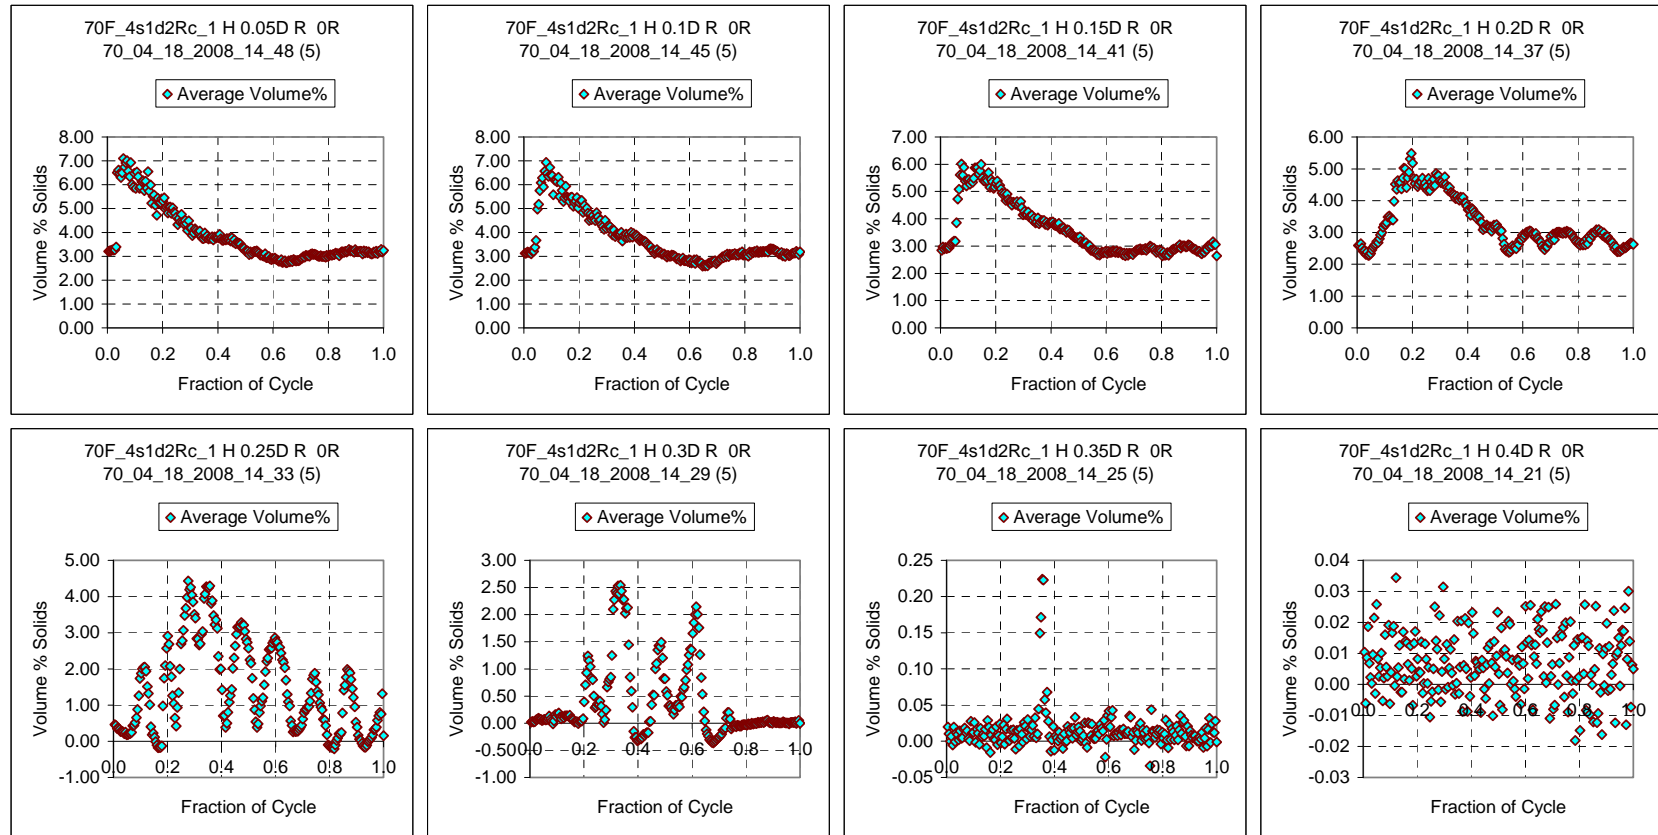 70F_4s1d2Rc_1 H 0.05D R  0R
70_04_18_2008_14_48 (5)
Average Volume%
Volume % Solids
8.00
7.00
6.00
5.00
4.00
3.00
2.00
1.00
0.00
0.0 0.2 0.4 0.6 0.8 1.0
Fraction of Cycle
70F_4s1d2Rc_1 H 0.1D R  0R
70_04_18_2008_14_45 (5)
Average Volume%
Volume % Solids
8.00
7.00
6.00
5.00
4.00
3.00
2.00
1.00
0.00
0.0 0.2 0.4 0.6 0.8 1.0
Fraction of Cycle
70F_4s1d2Rc_1 H 0.15D R  0R
70_04_18_2008_14_41 (5)
Average Volume%
Volume % Solids
7.00
6.00
5.00
4.00
3.00
2.00
1.00
0.00
0.0 0.2 0.4 0.6 0.8 1.0
Fraction of Cycle
70F_4s1d2Rc_1 H 0.2D R  0R
70_04_18_2008_14_37 (5)
Average Volume%
Volume % Solids
6.00
5.00
4.00
3.00
2.00
1.00
0.00
0.0 0.2 0.4 0.6 0.8 1.0
Fraction of Cycle
70F_4s1d2Rc_1 H 0.25D R  0R
70_04_18_2008_14_33 (5)
Average Volume%
Volume % Solids
5.00
4.00
3.00
2.00
1.00
0.00
-1.00
0.0 0.2 0.4 0.6 0.8 1.0
Fraction of Cycle
70F_4s1d2Rc_1 H 0.3D R  0R
70_04_18_2008_14_29 (5)
Average Volume%
Volume % Solids
3.00
2.50
2.00
1.50
1.00
0.50
0.00
-0.50
-1.00
0.0 0.2 0.4 0.6 0.8 1.0
Fraction of Cycle
70F_4s1d2Rc_1 H 0.35D R  0R
70_04_18_2008_14_25 (5)
Average Volume%
Volume % Solids
0.25
0.20
0.15
0.10
0.05
0.00
-0.05
0.0 0.2 0.4 0.6 0.8 1.0
Fraction of Cycle
70F_4s1d2Rc_1 H 0.4D R  0R
70_04_18_2008_14_21 (5)
Average Volume%
Volume % Solids
0.04
0.03
0.02
0.01
0.00
-0.01
-0.02
-0.03
0.0 0.2 0.4 0.6 0.8 1.0
Fraction of Cycle